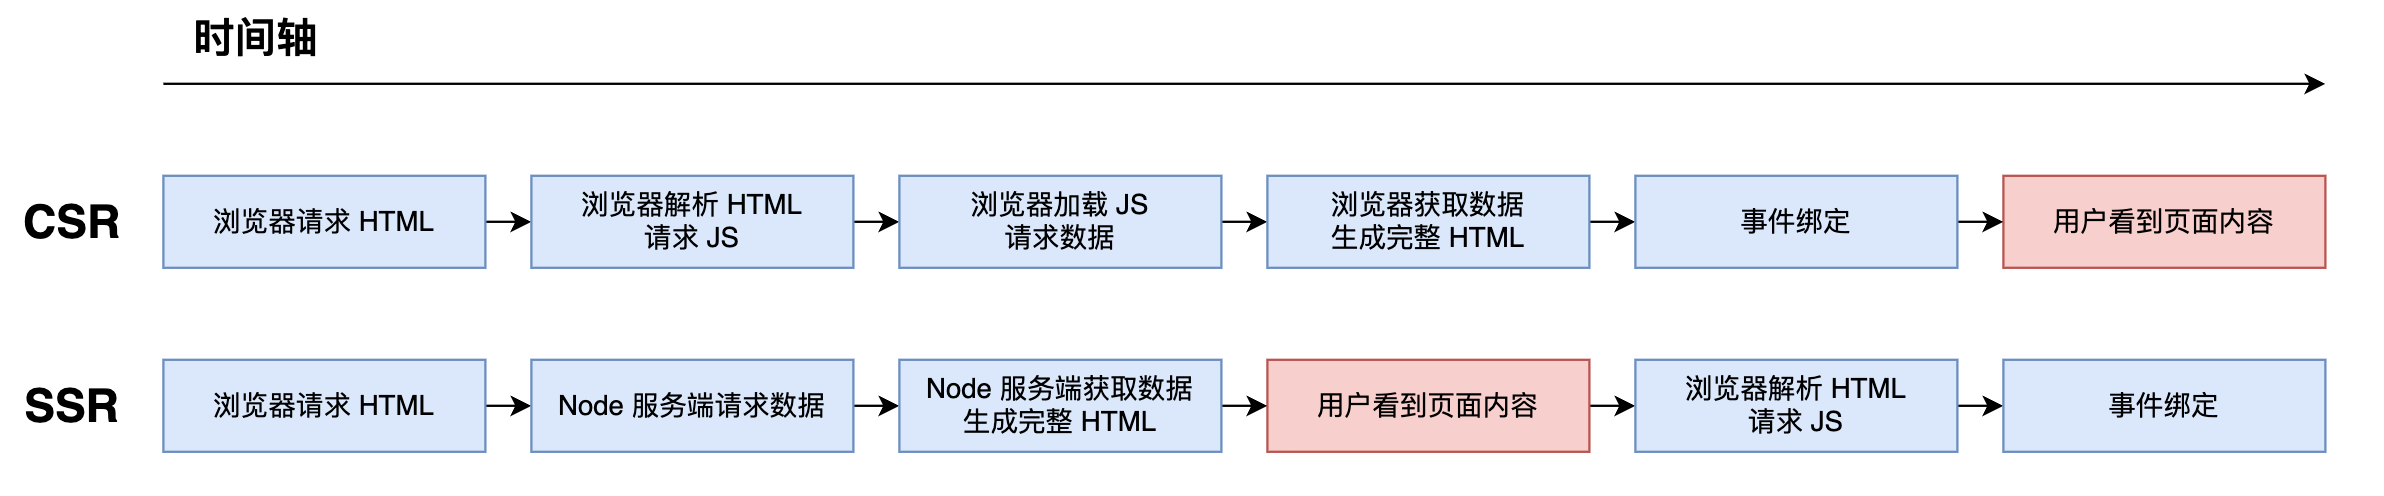 时间轴
CSR
浏览器请求 HTML
浏览器解析 HTML
请求 JS
浏览器加载 JS
请求数据
浏览器获取数据
生成完整 HTML
事件绑定
用户看到页面内容
SSR
浏览器请求 HTML
Node 服务端请求数据
Node 服务端获取数据
生成完整 HTML
用户看到页面内容
浏览器解析 HTML
请求 JS
事件绑定